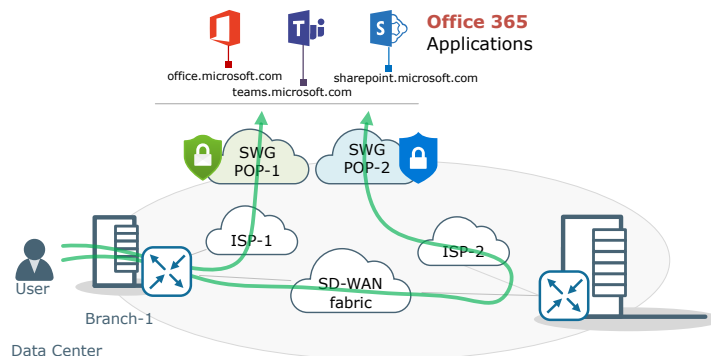 Office 365
Applications
office.microsoft.com
teams.microsoft.com
sharepoint.microsoft.com
SWG
POP-1
SWG
POP-2
ISP-1
ISP-2
User
SD-WAN
fabric
Branch-1
Data Center